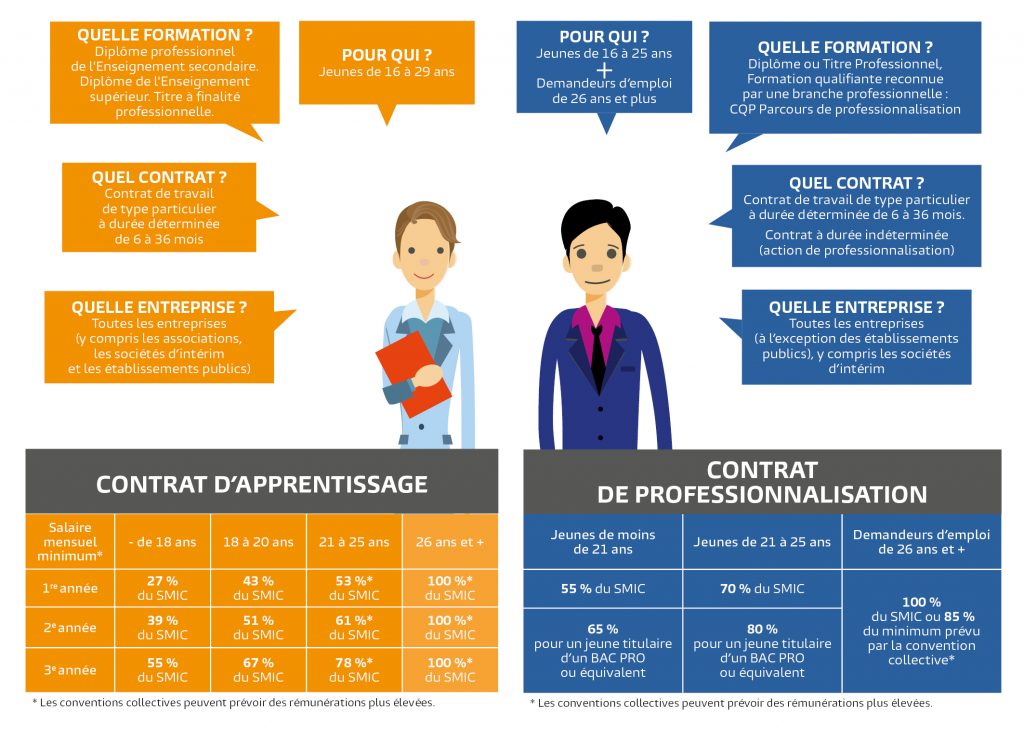 QUELLE FORMATION ?
Diplôme professionnel
de l'Enseignement secondaire.
Diplôme de l'Enseignement
supérieur. Titre à finalité
professionnelle.
POUR QUI ?
Jeunes de 16 à 29 ans
QUEL CONTRAT ?
Contrat de travail
de type particulier
à durée déterminée
de 6 à 36 mois
QUELLE ENTREPRISE ?
Toutes les entreprises
(y compris les associations,
les sociétés d'intérim
et les établissements publics)
POUR QUI ?
Jeunes de 16 à 25 ans
+
Demandeurs d'emploi
de 26 ans et plus
QUELLE FORMATION ?
Diplôme ou Titre Professionnel,
Formation qualifiante reconnue
par une branche professionnelle :
CQP Parcours de professionnalisation
QUEL CONTRAT ?
Contrat de travail de type particulier
à durée déterminée de 6 à 36 mois.
Contrat à durée indéterminée
(action de professionnalisation)
QUELLE ENTREPRISE ?
Toutes les entreprises
(à l'exception des établissements
publics), y compris les sociétés
d'intérim
CONTRAT D'APPRENTISSAGE
Salaire
mensuel
minimum*
- de 18 ans
18 à 20 ans
21 à 25 ans
26 ans et +
1re année
27 %
du SMIC
43 %
du SMIC
53 %*
du SMIC
100 %*
du SMIC
2e année
39 %
du SMIC
51 %
du SMIC
61 %*
du SMIC
100 %*
du SMIC
3e année
55 %
du SMIC
67 %
du SMIC
78 %*
du SMIC
100 %*
du SMIC
* Les conventions collectives peuvent prévoir des rémunérations plus élevées.
CONTRAT
DE PROFESSIONNALISATION
Jeunes de moins
de 21 ans
Jeunes de 21 à 25 ans
Demandeurs d'emploi
de 26 ans et +
55 % du SMIC
70 % du SMIC
100 %
du SMIC ou 85 %
du minimum prévu
par la convention
collective*
65 %
pour un jeune titulaire
d'un BAC PRO
ou équivalent
80 %
pour un jeune titulaire
d'un BAC PRO
ou équivalent
* Les conventions collectives peuvent prévoir des rémunérations plus élevées.